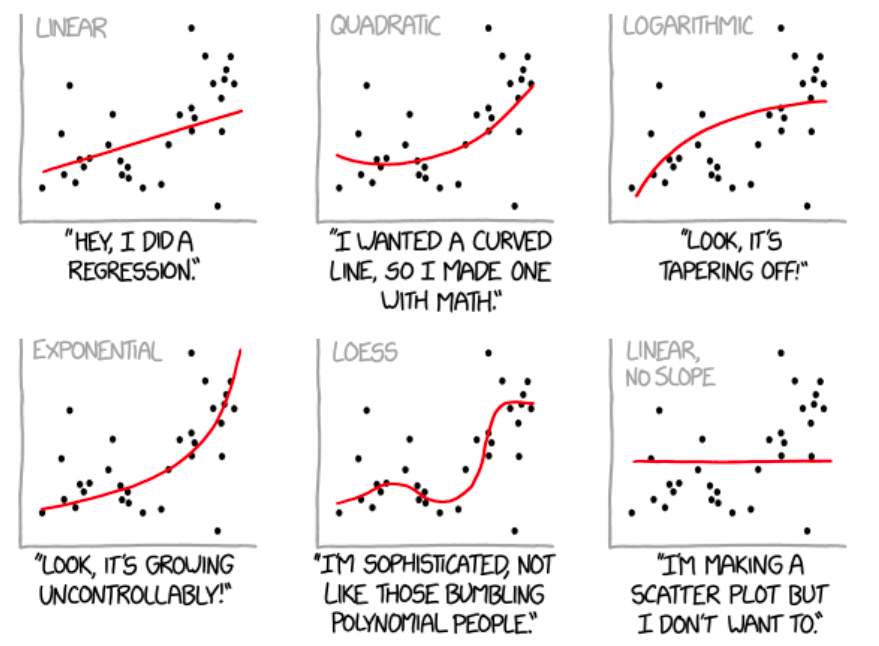 LINEAR
"HEY, I DID A
REGRESSION."
QUADRATIC
"I WANTED A CURVED
LINE, SO I MADE ONE
WITH MATH."
LOGARITHMIC
"LOOK, IT'S
TAPERING OFF!"
EXPONENTIAL
"LOOK, IT'S GROWING
UNCONTROLLABLY!"
LOESS
"I'M SOPHISTICATED, NOT
LIKE THOSE BUMBLING
POLYNOMIAL PEOPLE."
LINEAR,
NO SLOPE
"I'M MAKING A
SCATTER PLOT BUT
I DON'T WANT TO."